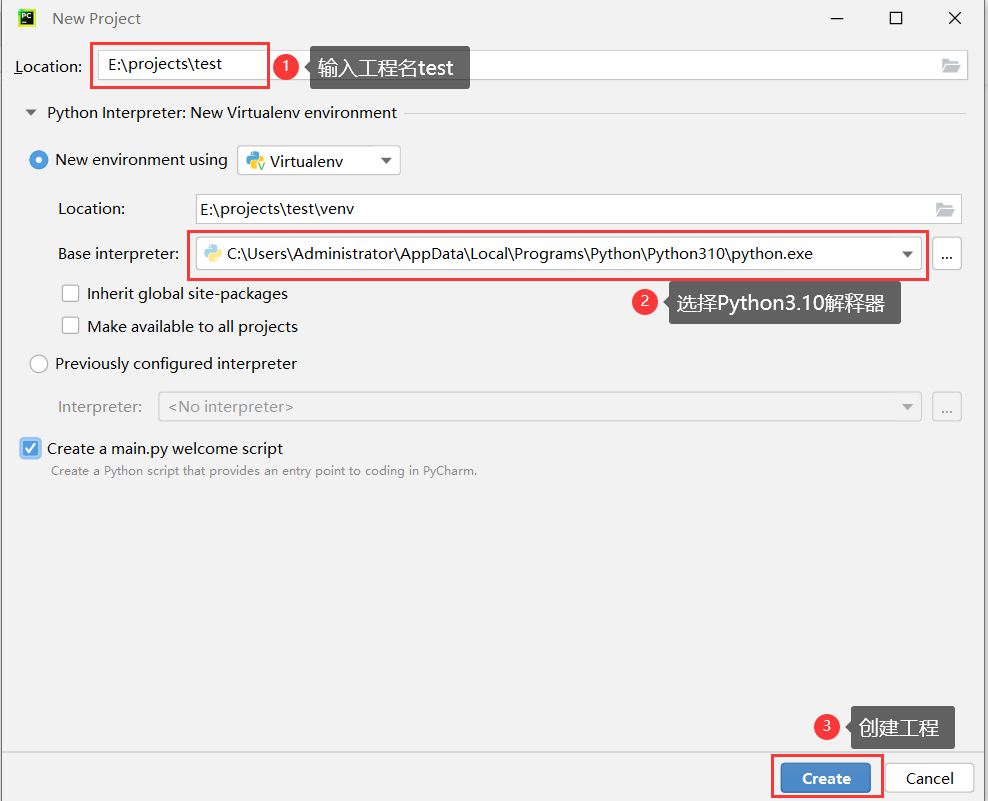 PC New Project
Location: E:\projects\test 1 输入工程名test
Python Interpreter: New Virtualenv environment
New environment using Virtualenv
Location: E:\projects\test\venv
Base interpreter: C:\Users\Administrator\AppData\Local\Programs\Python\Python310\python.exe ...
Inherit global site-packages
2 选择Python3.10解释器
Make available to all projects
Previously configured interpreter
Interpreter: <No interpreter> ...
Create a main.py welcome script
Create a Python script that provides an entry point to coding in PyCharm.
3 创建工程
Create Cancel